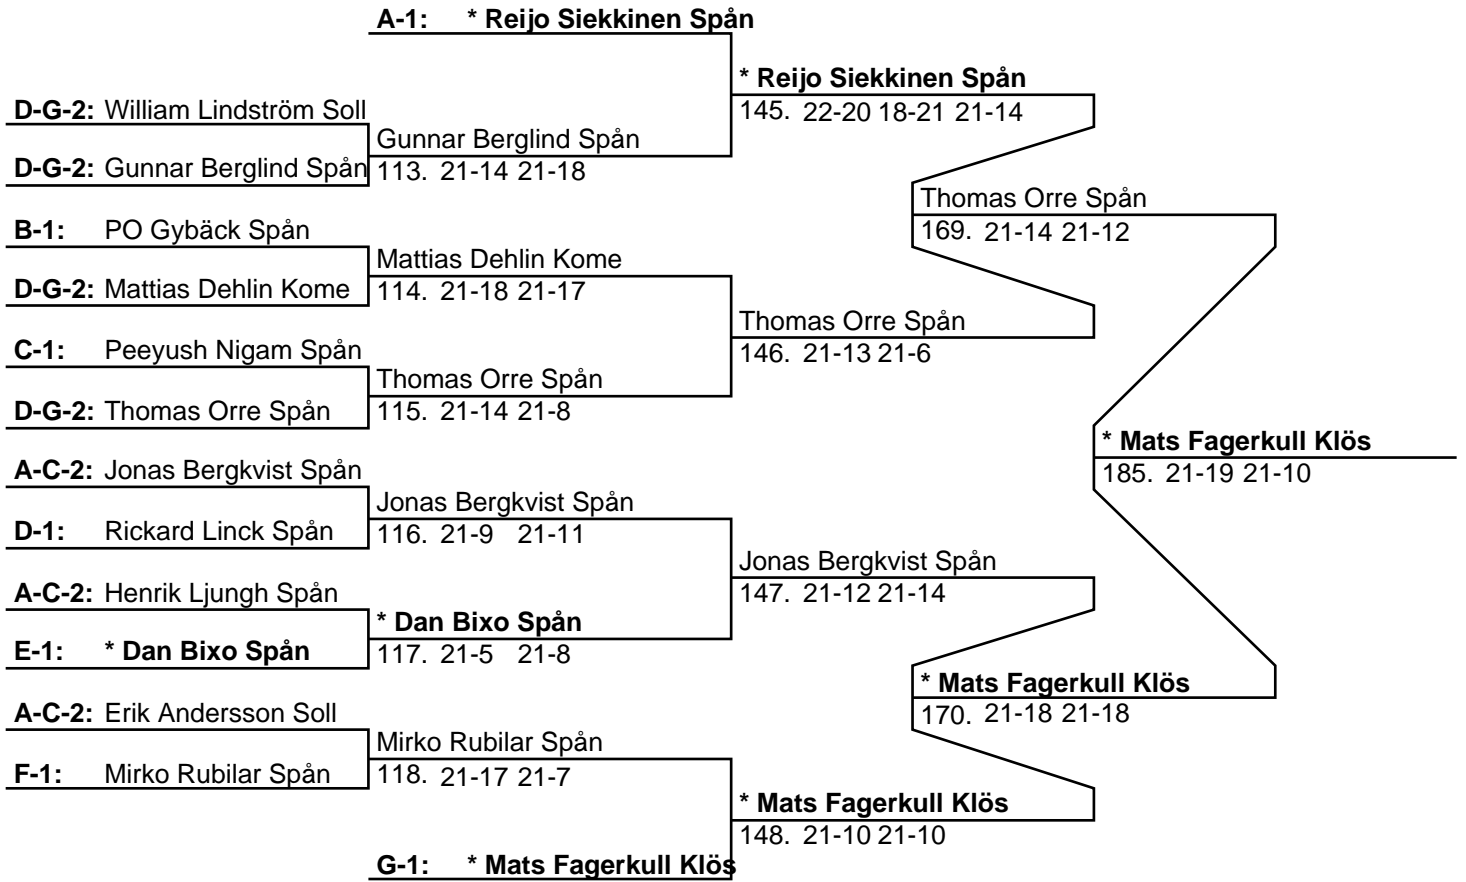 A-1: * Reijo Siekkinen Spån
* Reijo Siekkinen Spån
145. 22-20 18-21 21-14
D-G-2: William Lindström Soll
Gunnar Berglind Spån
D-G-2: Gunnar Berglind Spån
113. 21-14 21-18
Thomas Orre Spån
169. 21-14 21-12
B-1: PO Gybäck Spån
Mattias Dehlin Kome
D-G-2: Mattias Dehlin Kome
114. 21-18 21-17
Thomas Orre Spån
146. 21-13 21-6
C-1: Peeyush Nigam Spån
Thomas Orre Spån
D-G-2: Thomas Orre Spån
115. 21-14 21-8
* Mats Fagerkull Klös
185. 21-19 21-10
A-C-2: Jonas Bergkvist Spån
Jonas Bergkvist Spån
D-1: Rickard Linck Spån
116. 21-9 21-11
Jonas Bergkvist Spån
147. 21-12 21-14
A-C-2: Henrik Ljungh Spån
* Dan Bixo Spån
E-1: * Dan Bixo Spån
117. 21-5 21-8
* Mats Fagerkull Klös
170. 21-18 21-18
A-C-2: Erik Andersson Soll
Mirko Rubilar Spån
F-1: Mirko Rubilar Spån
118. 21-17 21-7
* Mats Fagerkull Klös
148. 21-10 21-10
G-1: * Mats Fagerkull Klös